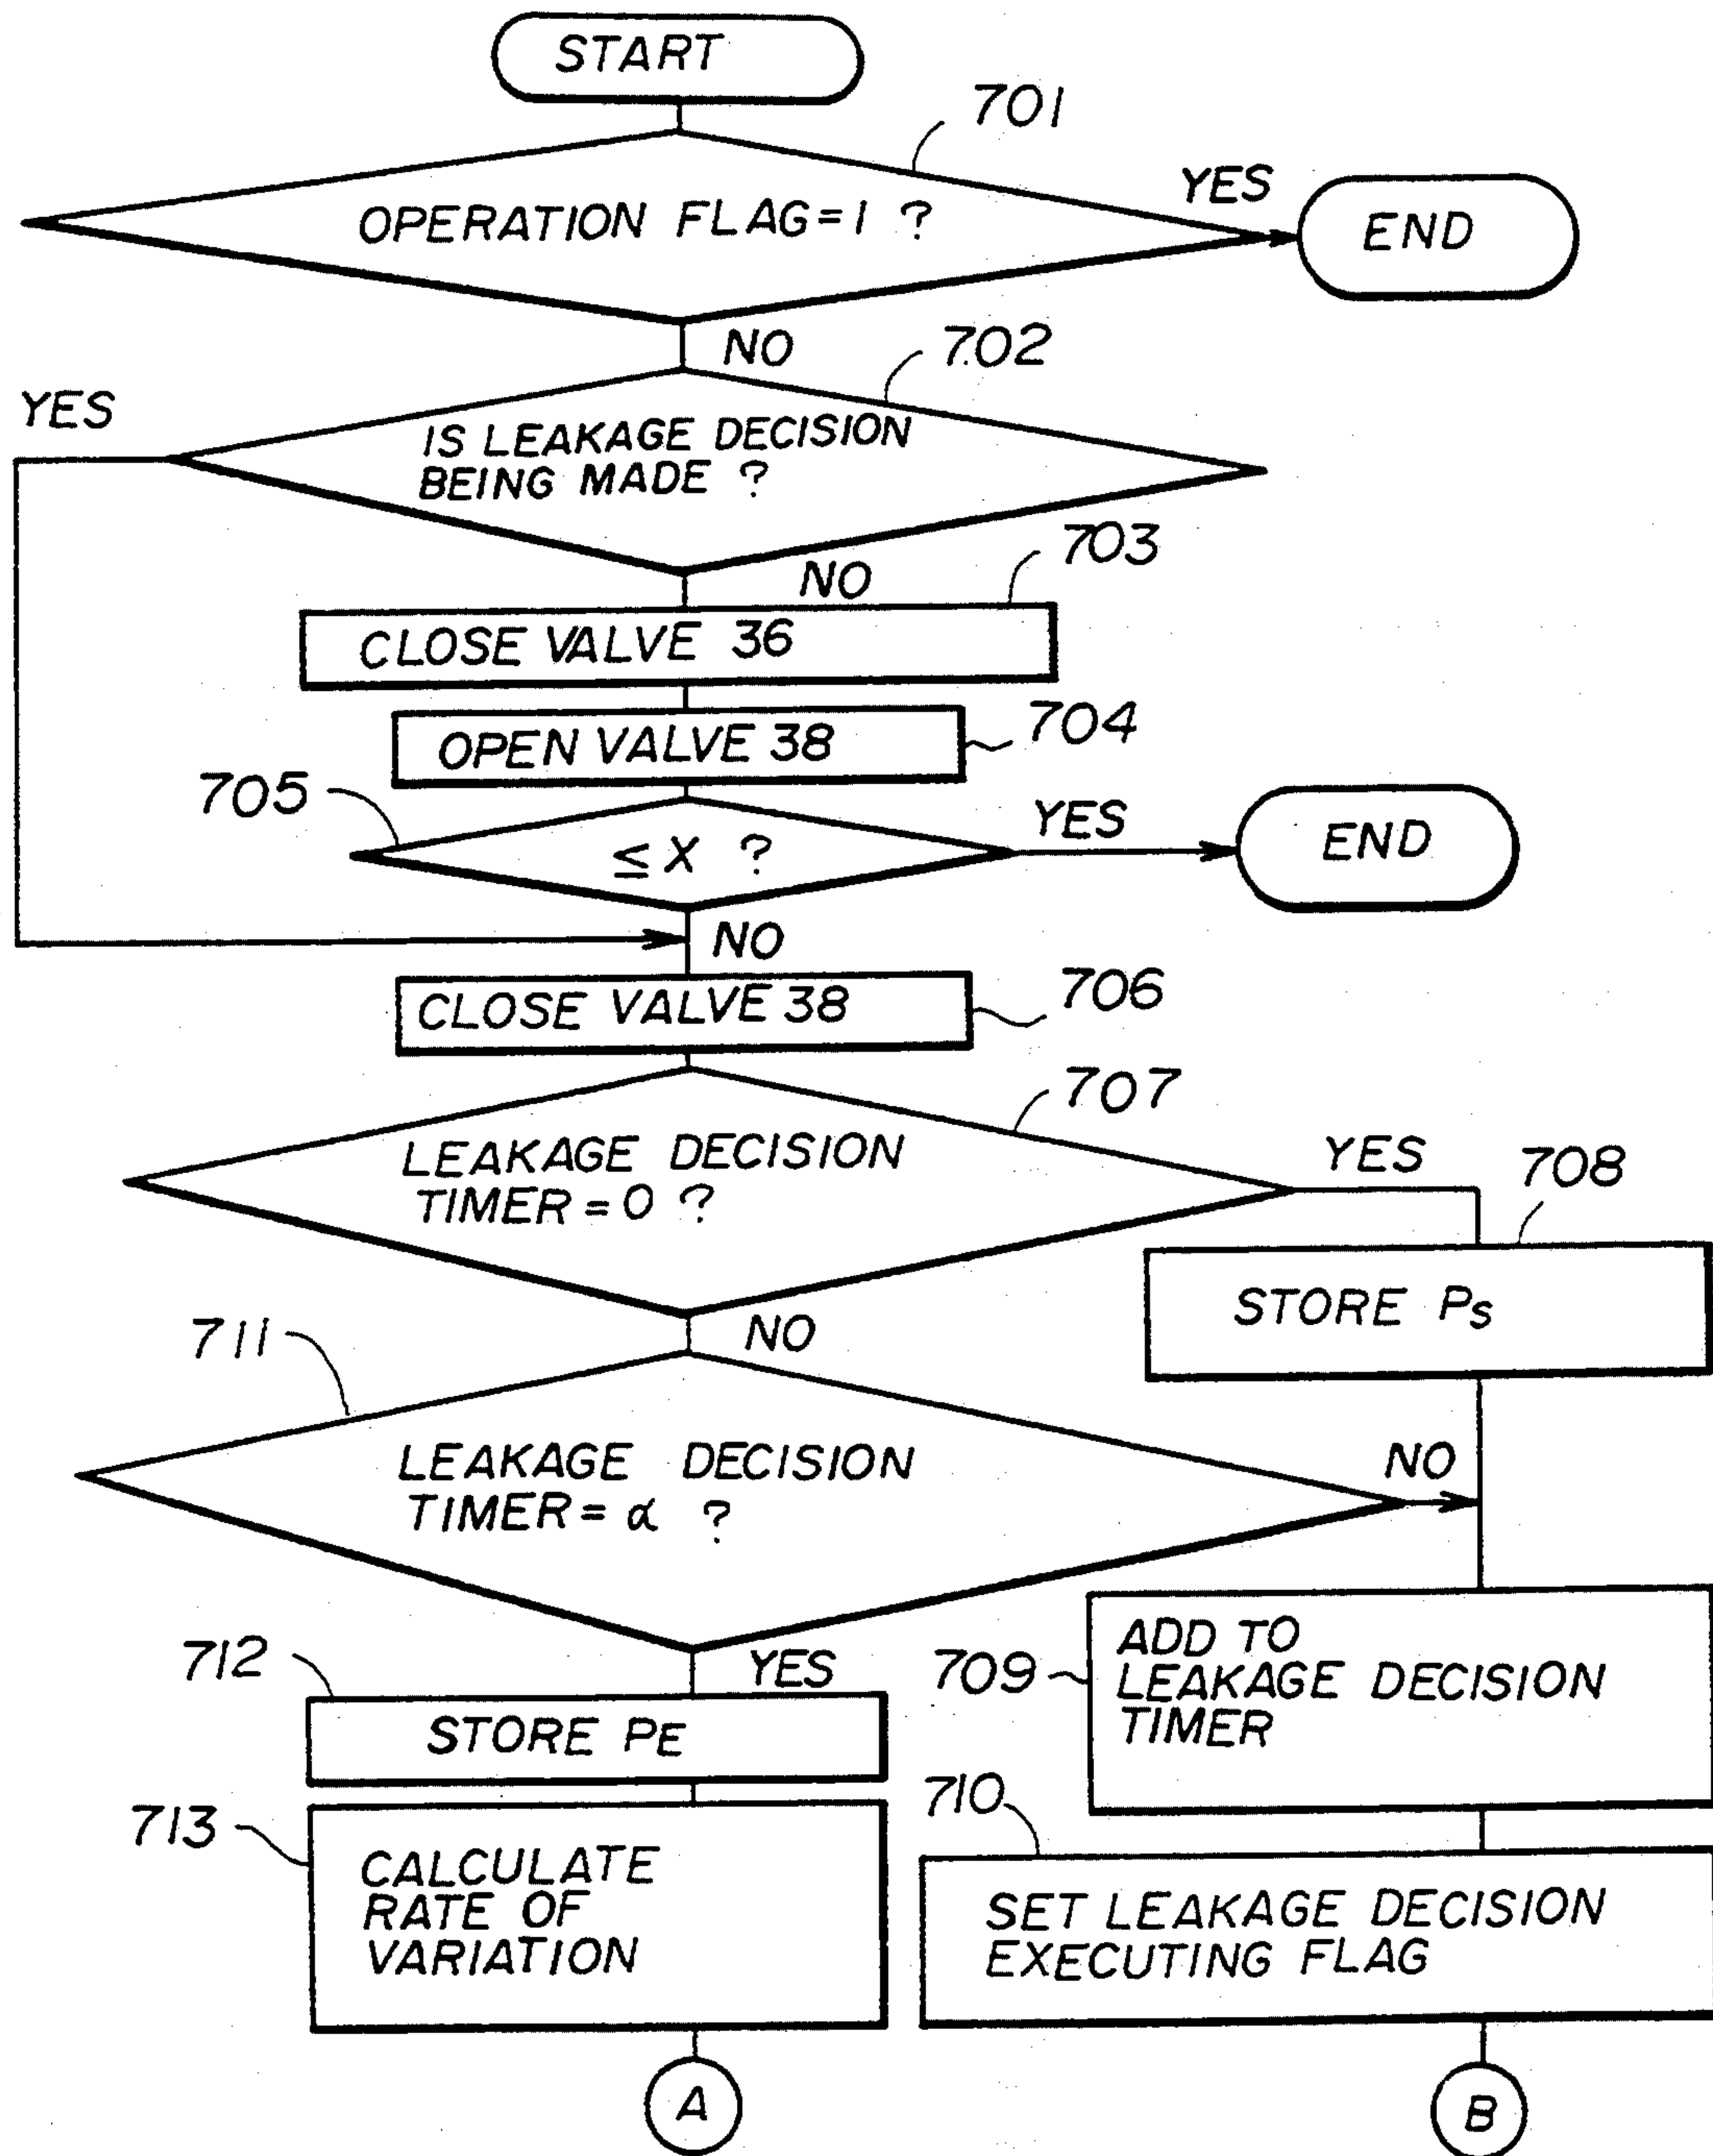 START
701
YES
OPERATION FLAG=1 ?
END
NO
702
YES
IS LEAKAGE DECISION
BEING MADE ?
703
NO
CLOSE VALVE 36
704
OPEN VALVE 38
705
YES
≤ X ?
END
NO
706
CLOSE VALVE 38
707
LEAKAGE DECISION
TIMER = 0 ?
YES
708
STORE Ps
711
NO
LEAKAGE DECISION
TIMER = α ?
NO
712
YES
709
ADD TO
LEAKAGE DECISION
TIMER
STORE PE
710
713
CALCULATE
RATE OF
VARIATION
SET LEAKAGE DECISION
EXECUTING FLAG
A
B